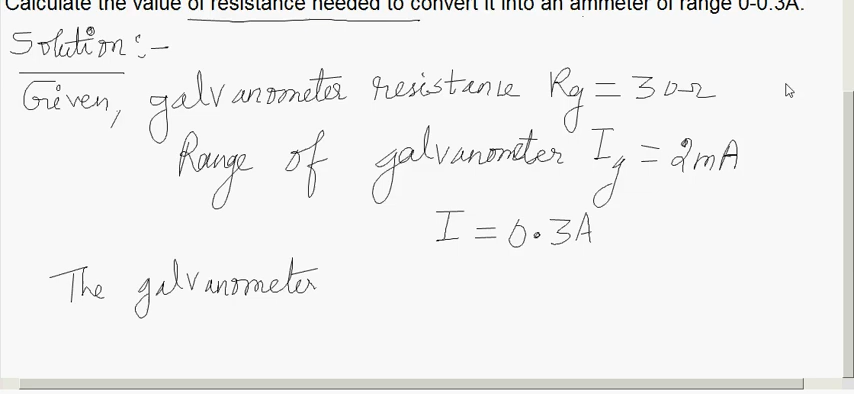 Calculate the value of resistance needed to convert it into an ammeter of range 0-0.3A.
Solution :-
Given, galvanometer resistance Rg = 30Ω
Range of galvanometer Ig = 2mA
I = 0.3A
The galvanometer